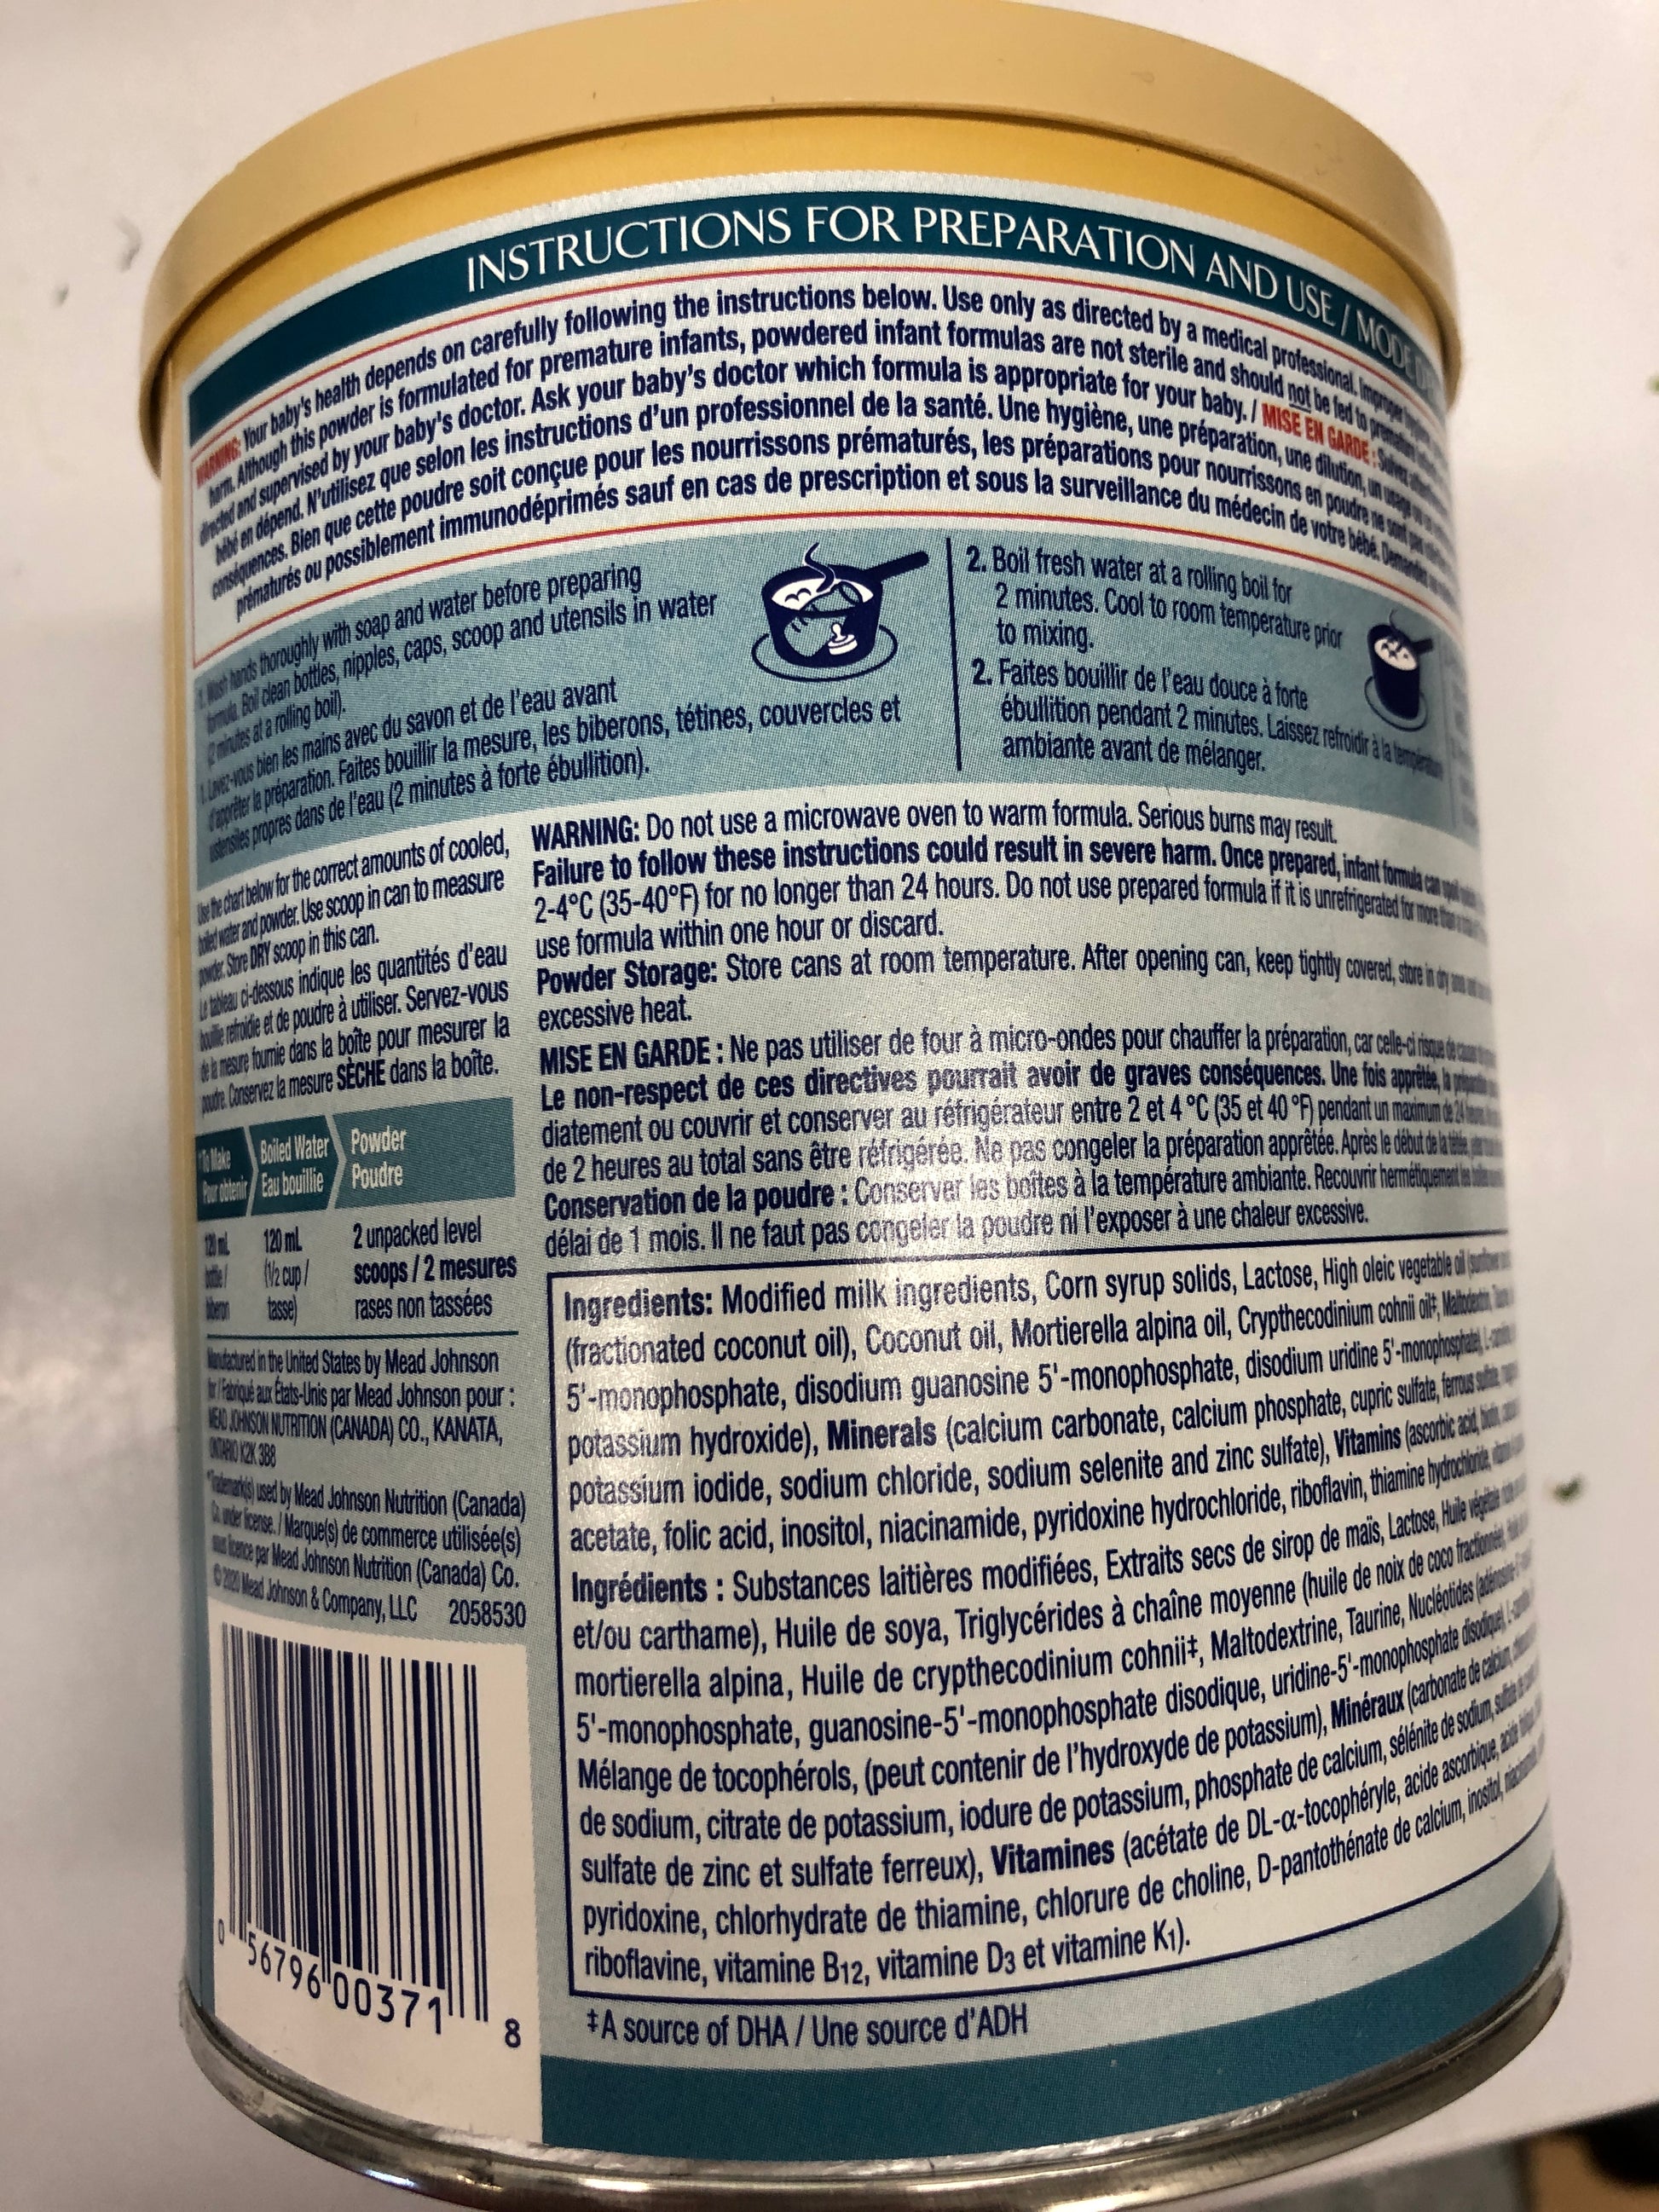 INSTRUCTIONS FOR PREPARATION AND USE / MODE
WARNING: Your baby's health depends on carefully following the instructions below. Use only as directed by a medical professional. Improper
harm. Although this powder is formulated for premature infants, powdered infant formulas are not sterile and should not be fed to premature
directed and supervised by your baby's doctor. Ask your baby's doctor which formula is appropriate for your baby. / MISE EN GARDE : Suivez
bébé en dépend. N'utilisez que selon les instructions d'un professionnel de la santé. Une hygiène, une préparation, une dilution, un usage
conséquences. Bien que cette poudre soit conçue pour les nourrissons prématurés, les préparations pour nourrissons en poudre ne sont pas
prématurés ou possiblement immunodéprimés sauf en cas de prescription et sous la surveillance du médecin de votre bébé. Demandez
1. Wash hands thoroughly with soap and water before preparing
formula. Boil clean bottles, nipples, caps, scoop and utensils in water
(2 minutes at a rolling boil).
1. Lavez-vous bien les mains avec du savon et de l'eau avant
d'apprêter la préparation. Faites bouillir la mesure, les biberons, tétines, couvercles et
ustensiles propres dans de l'eau (2 minutes à forte ébullition).
2. Boil fresh water at a rolling boil for
2 minutes. Cool to room temperature prior
to mixing.
2. Faites bouillir de l'eau douce à forte
ébullition pendant 2 minutes. Laissez refroidir à la température
ambiante avant de mélanger.
Use the chart below for the correct amounts of cooled,
boiled water and powder. Use scoop in can to measure
powder. Store DRY scoop in this can.
Le tableau ci-dessous indique les quantités d'eau
bouillie refroidie et de poudre à utiliser. Servez-vous
de la mesure fournie dans la boîte pour mesurer la
poudre. Conservez la mesure SÈCHE dans la boîte.
To Make Boiled Water Powder
Pour obtenir Eau bouillie Poudre
120 mL 120 mL 2 unpacked level
bottle / (1/2 cup / scoops / 2 mesures
biberon tasse) rases non tassées
Manufactured in the United States by Mead Johnson
for / Fabriqué aux États-Unis par Mead Johnson pour :
MEAD JOHNSON NUTRITION (CANADA) CO., KANATA,
ONTARIO K2K 3B8
*Trademark(s) used by Mead Johnson Nutrition (Canada)
Co. under license. / Marque(s) de commerce utilisée(s)
sous licence par Mead Johnson Nutrition (Canada) Co.
© 2020 Mead Johnson & Company, LLC 2058530
0 56796 00371 8
WARNING: Do not use a microwave oven to warm formula. Serious burns may result.
Failure to follow these instructions could result in severe harm. Once prepared, infant formula can spoil
2-4°C (35-40°F) for no longer than 24 hours. Do not use prepared formula if it is unrefrigerated for more than a
use formula within one hour or discard.
Powder Storage: Store cans at room temperature. After opening can, keep tightly covered, store in dry area and
excessive heat.
MISE EN GARDE : Ne pas utiliser de four à micro-ondes pour chauffer la préparation, car celle-ci risque de causer
Le non-respect de ces directives pourrait avoir de graves conséquences. Une fois apprêtée, la préparation
diatement ou couvrir et conserver au réfrigérateur entre 2 et 4 °C (35 et 40 °F) pendant un maximum de 24 heures.
de 2 heures au total sans être réfrigérée. Ne pas congeler la préparation apprêtée. Après le début de la tétée,
Conservation de la poudre : Conserver les boîtes à la température ambiante. Recouvrir hermétiquement les boîtes
délai de 1 mois. Il ne faut pas congeler la poudre ni l'exposer à une chaleur excessive.
Ingredients: Modified milk ingredients, Corn syrup solids, Lactose, High oleic vegetable oil (sunflower
(fractionated coconut oil), Coconut oil, Mortierella alpina oil, Crypthecodinium cohnii oil‡, Maltodextrin,
5'-monophosphate, disodium guanosine 5'-monophosphate, disodium uridine 5'-monophosphate), L-carnitine
potassium hydroxide), Minerals (calcium carbonate, calcium phosphate, cupric sulfate, ferrous sulfate,
potassium iodide, sodium chloride, sodium selenite and zinc sulfate), Vitamins (ascorbic acid, biotin,
acetate, folic acid, inositol, niacinamide, pyridoxine hydrochloride, riboflavin, thiamine hydrochloride,
Ingrédients : Substances laitières modifiées, Extraits secs de sirop de maïs, Lactose, Huile végétale
et/ou carthame), Huile de soya, Triglycérides à chaîne moyenne (huile de noix de coco fractionnée),
mortierella alpina, Huile de crypthecodinium cohnii‡, Maltodextrine, Taurine, Nucléotides (adénosine-
5'-monophosphate, guanosine-5'-monophosphate disodique, uridine-5'-monophosphate disodique), L-carnitine
Mélange de tocophérols, (peut contenir de l'hydroxyde de potassium), Minéraux (carbonate de calcium,
de sodium, citrate de potassium, iodure de potassium, phosphate de calcium, sélénite de sodium, sulfate de
sulfate de zinc et sulfate ferreux), Vitamines (acétate de DL-α-tocophéryle, acide ascorbique, acide folique,
pyridoxine, chlorhydrate de thiamine, chlorure de choline, D-pantothénate de calcium, inositol,
riboflavine, vitamine B12, vitamine D3 et vitamine K1).
‡A source of DHA / Une source d'ADH